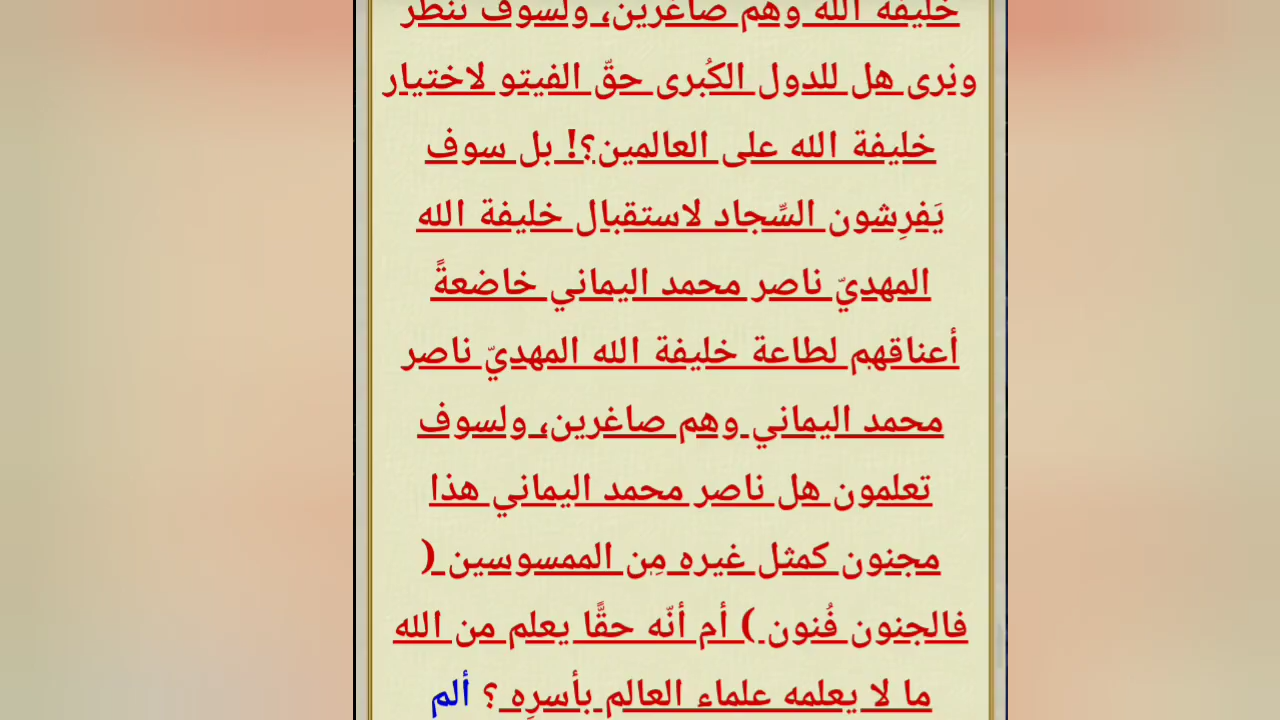 خليفة الله وهم صاغرين، ولسوف ننظر
ونرى هل للدول الكُبرى حقّ الفيتو لاختيار
خليفة الله على العالمين؟! بل سوف
يَفرِشون السِّجاد لاستقبال خليفة الله
المهديّ ناصر محمد اليماني خاضعةً
أعناقهم لطاعة خليفة الله المهديّ ناصر
محمد اليماني وهم صاغرين، ولسوف
تعلمون هل ناصر محمد اليماني هذا
مجنون كمثل غيره مِن الممسوسين (
فالجنون فُنون ) أم أنّه حقًّا يعلم من الله
ما لا يعلمه علماء العالم بأسرِه ؟ ألم